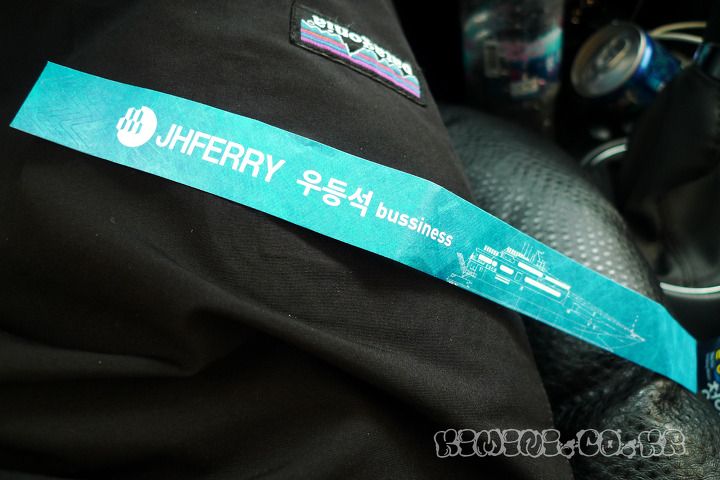 patagonia
JHFERRY 우등석 bussiness
KIMINI.CO.KR